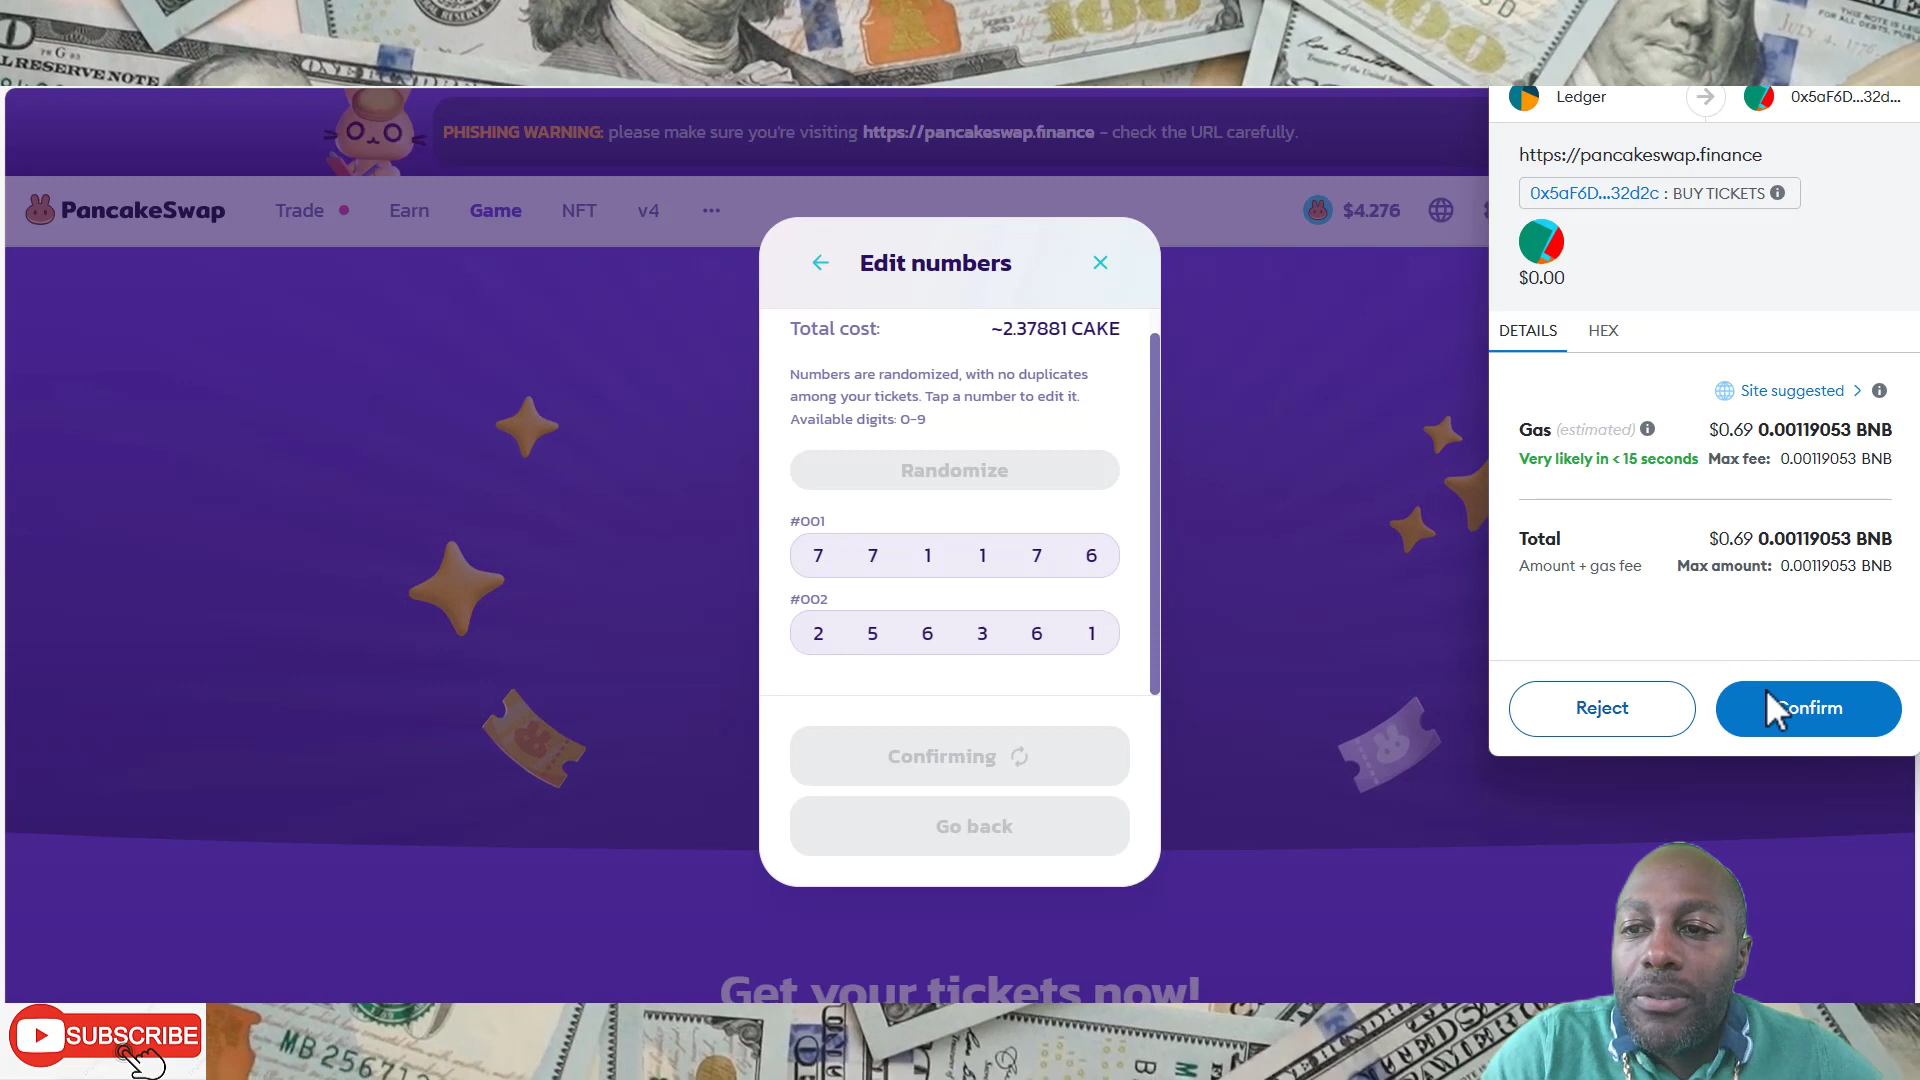 PHISHING WARNING: please make sure you're visiting https://pancakeswap.finance - check the URL carefully.
PancakeSwap
Trade
Earn
Game
NFT
v4
$4.276
Edit numbers
Total cost:
~2.37881 CAKE
Numbers are randomized, with no duplicates
among your tickets. Tap a number to edit it.
Available digits: 0-9
Randomize
#001
7 7 1 1 7 6
#002
2 5 6 3 6 1
Confirming
Go back
Get your tickets now!
Ledger
0x5aF6D...32d...
https://pancakeswap.finance
0x5aF6D...32d2c : BUY TICKETS
$0.00
DETAILS
HEX
Site suggested >
Gas (estimated) $0.69 0.00119053 BNB
Very likely in < 15 seconds Max fee: 0.00119053 BNB
Total $0.69 0.00119053 BNB
Amount + gas fee Max amount: 0.00119053 BNB
Reject
Confirm
SUBSCRIBE